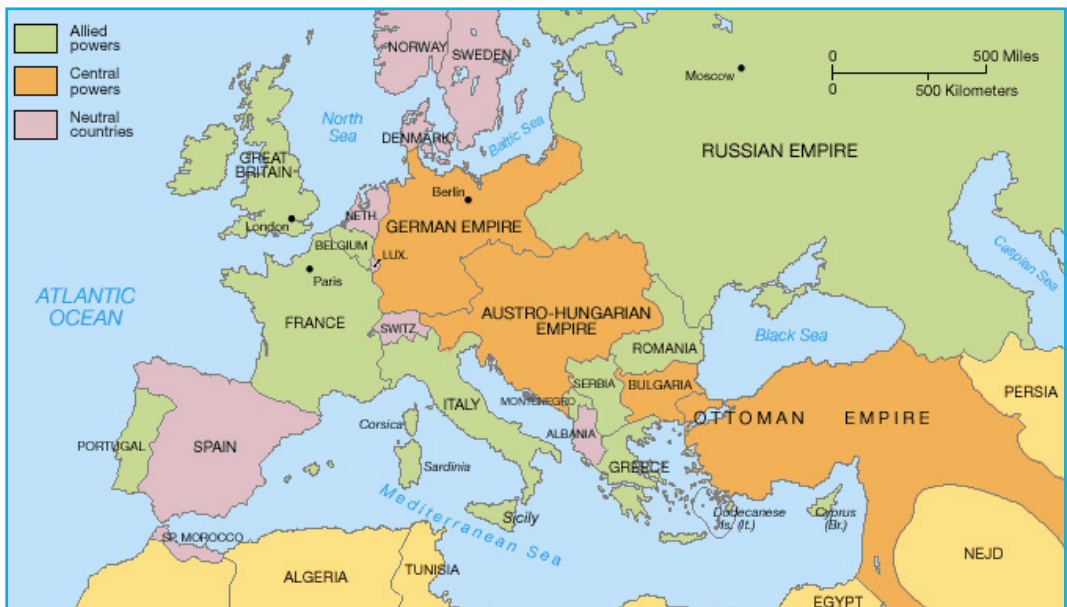 Allied
powers
Central
powers
Neutral
countries
NORWAY
SWEDEN
Moscow
0 500 Miles
0 500 Kilometers
North
Sea
DENMARK
Baltic Sea
RUSSIAN EMPIRE
GREAT
BRITAIN
Berlin
NETH.
London
GERMAN EMPIRE
BELGIUM
LUX.
Caspian Sea
Paris
ATLANTIC
OCEAN
FRANCE
AUSTRO-HUNGARIAN
EMPIRE
SWITZ.
Black Sea
ROMANIA
SERBIA
BULGARIA
PERSIA
MONTENEGRO
ITALY
OTTOMAN EMPIRE
Corsica
ALBANIA
PORTUGAL
SPAIN
Sardinia
GREECE
Mediterranean Sea
Sicily
Dodecanese
Is. (It.)
Cyprus
(Br.)
SP. MOROCCO
NEJD
ALGERIA
TUNISIA
EGYPT